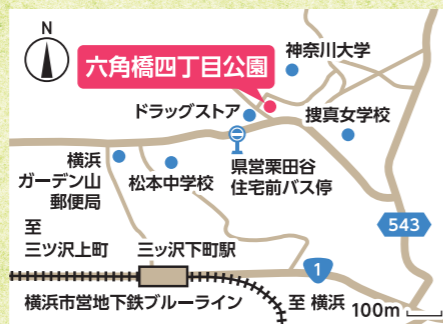 N
六角橋四丁目公園
神奈川大学
ドラッグストア
捜真女学校
横浜
ガーデン山
郵便局
松本中学校
県営栗田谷
住宅前バス停
至
三ツ沢上町
三ッ沢下町駅
543
1
横浜市営地下鉄ブルーライン
至 横浜
100m